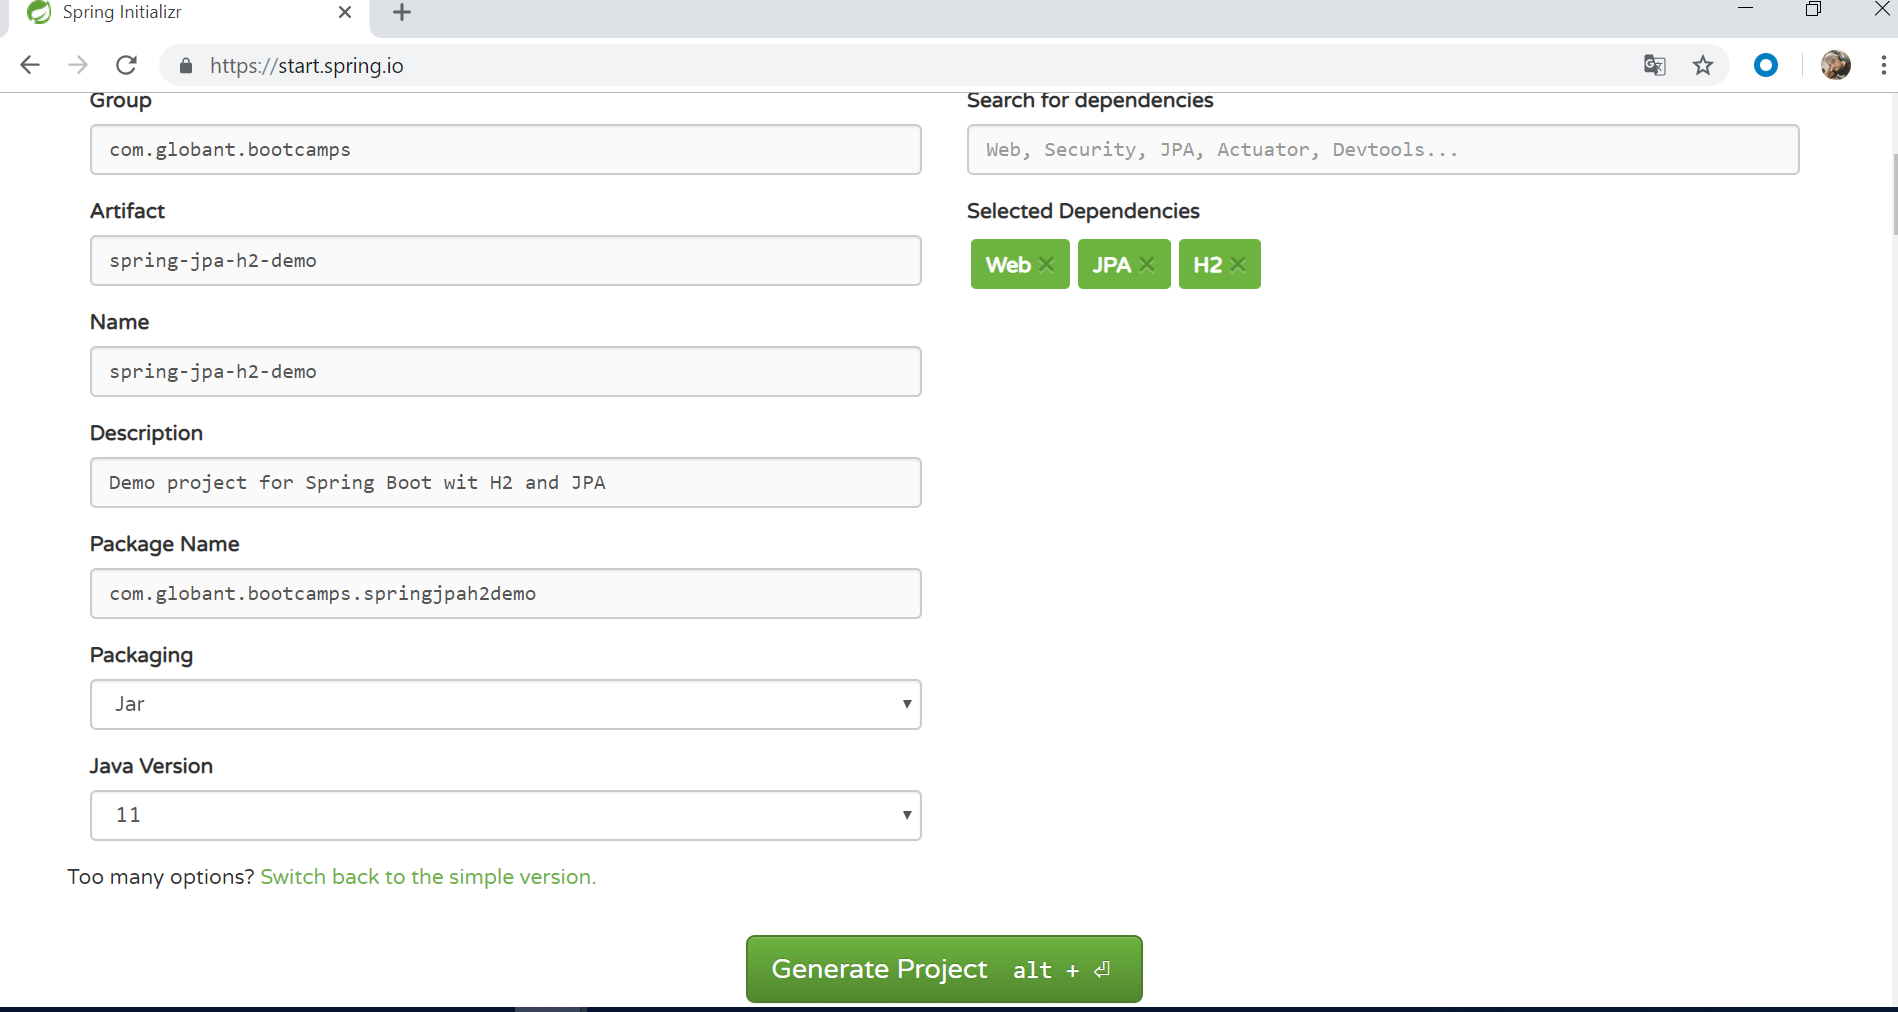 Spring Initializr
https://start.spring.io
Group
com.globant.bootcamps
Artifact
spring-jpa-h2-demo
Name
spring-jpa-h2-demo
Description
Demo project for Spring Boot wit H2 and JPA
Package Name
com.globant.bootcamps.springjpah2demo
Packaging
Jar
Java Version
11
Too many options? Switch back to the simple version.
Search for dependencies
Web, Security, JPA, Actuator, Devtools...
Selected Dependencies
Web JPA H2
Generate Project alt + ⏎